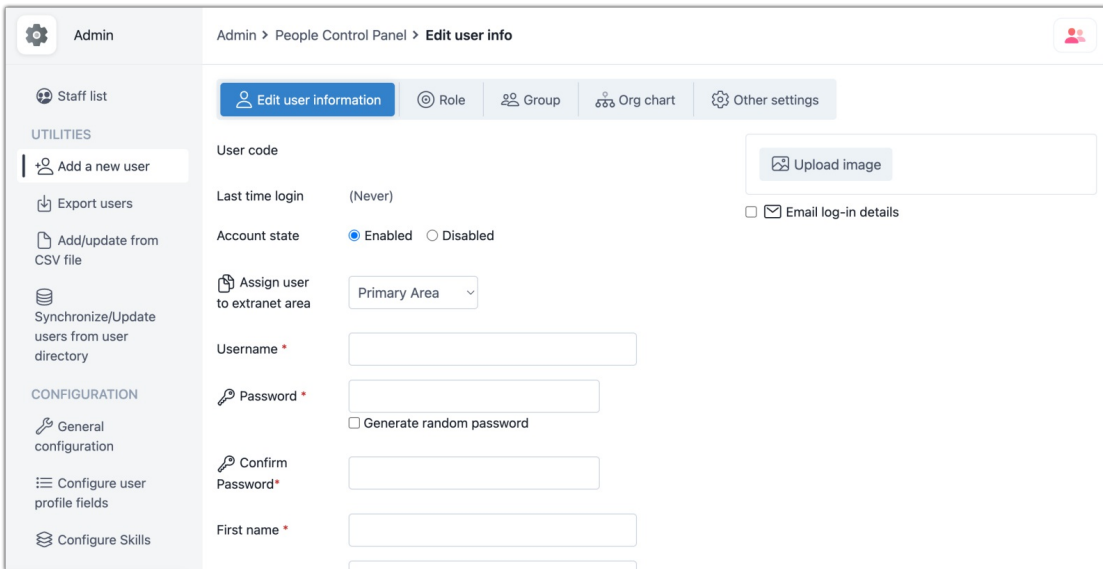 Admin
Admin > People Control Panel > Edit user info
Staff list
UTILITIES
Add a new user
Export users
Add/update from
CSV file
Synchronize/Update
users from user
directory
CONFIGURATION
General
configuration
Configure user
profile fields
Configure Skills
Edit user information
Role
Group
Org chart
Other settings
User code
Last time login (Never)
Account state Enabled Disabled
Assign user
to extranet area
Primary Area
Username *
Password *
Generate random password
Confirm
Password*
First name *
Upload image
Email log-in details